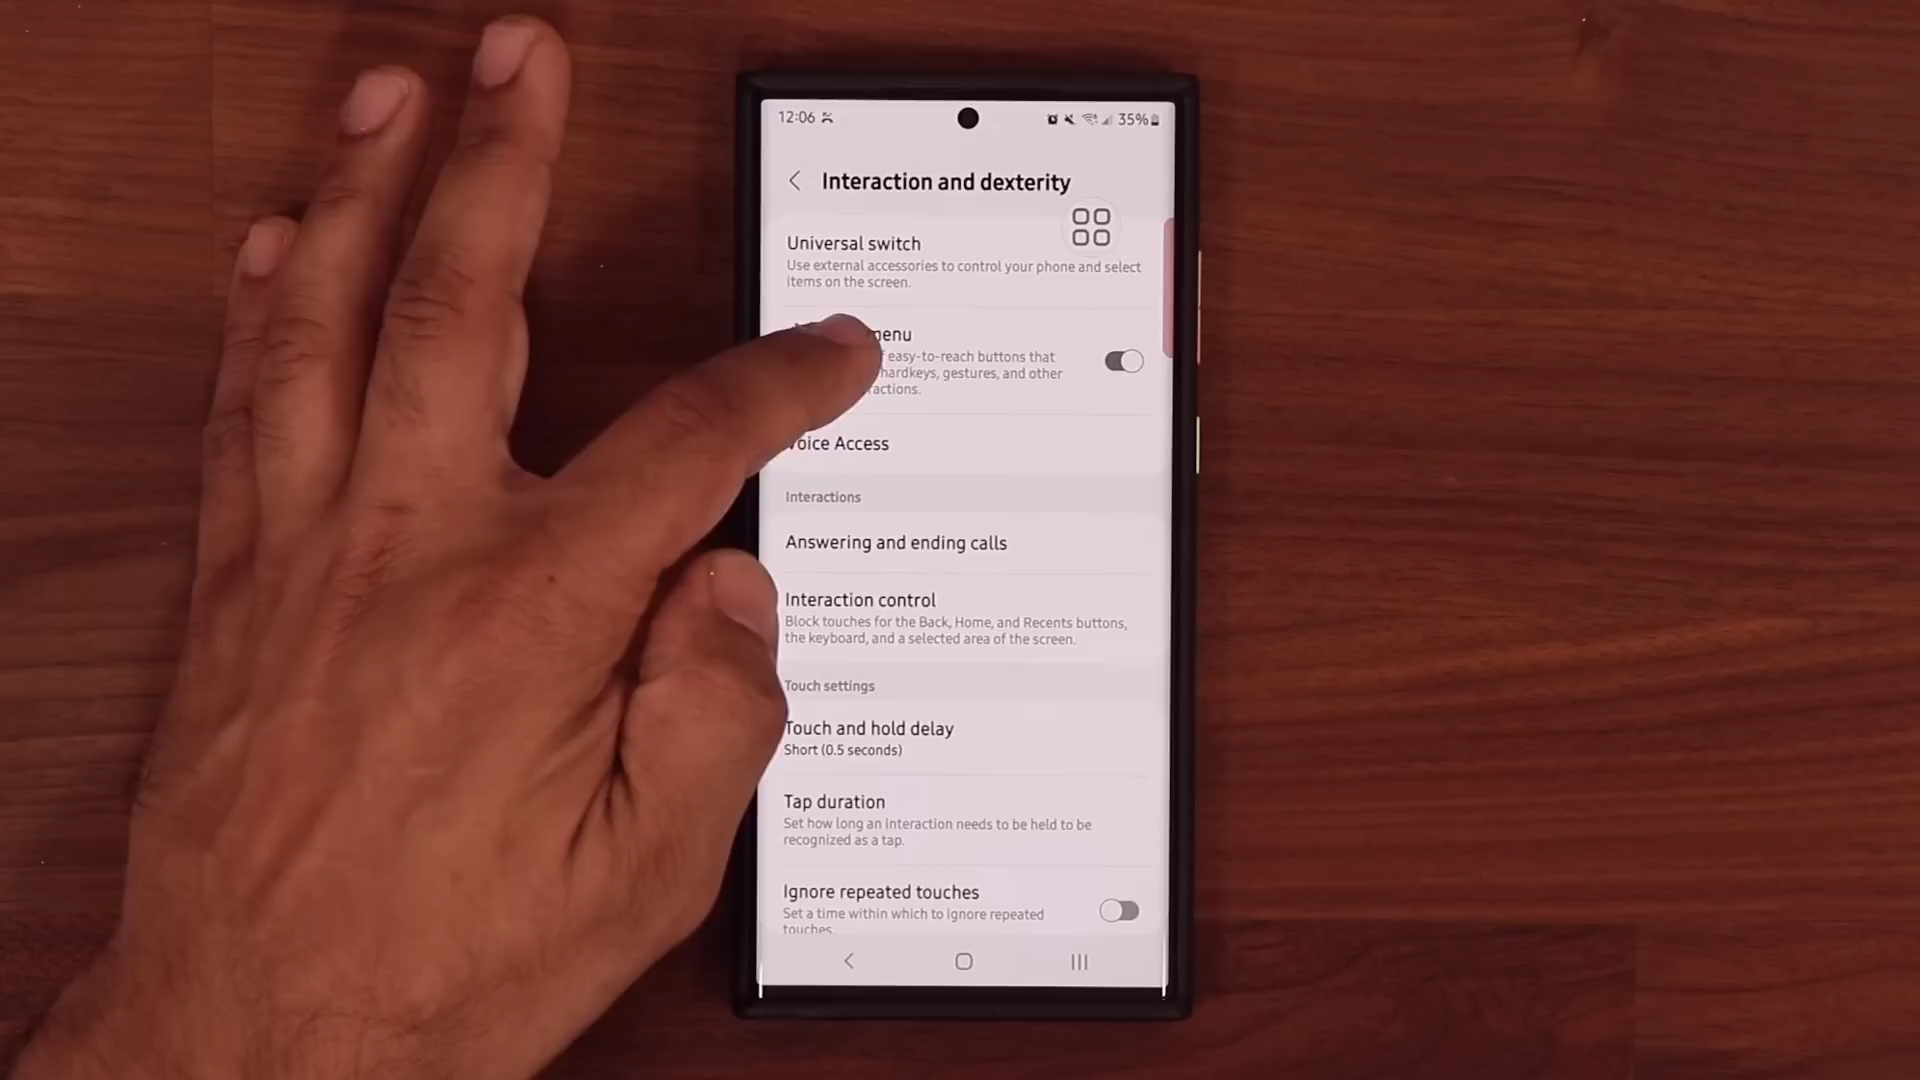 12:06
35%
Interaction and dexterity
Universal switch
Use external accessories to control your phone and select
items on the screen.
menu
easy-to-reach buttons that
hardkeys, gestures, and other
Voice Access
Interactions
Answering and ending calls
Interaction control
Block touches for the Back, Home, and Recents buttons,
the keyboard, and a selected area of the screen.
Touch settings
Touch and hold delay
Short (0.5 seconds)
Tap duration
Set how long an interaction needs to be held to be
recognized as a tap.
Ignore repeated touches
Set a time within which to ignore repeated
touches